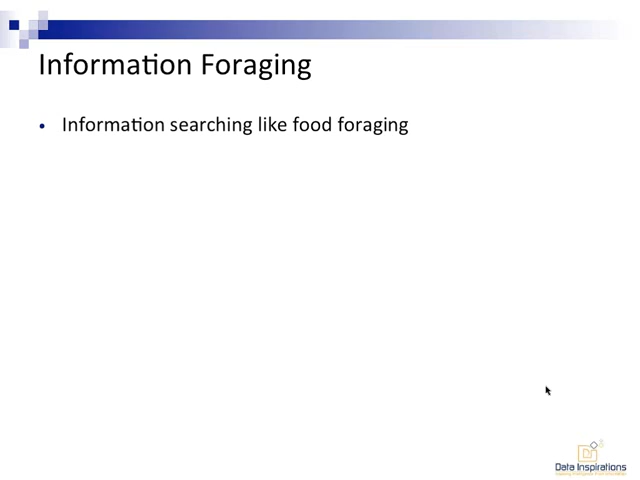 Information Foraging
• Information searching like food foraging
Data Inspirations